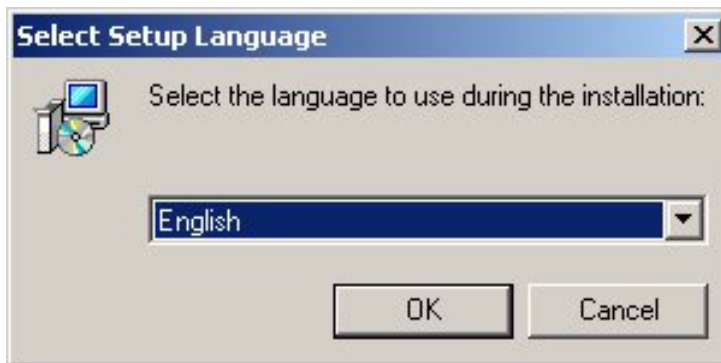 Select Setup Language
Select the language to use during the installation:
English
OK
Cancel